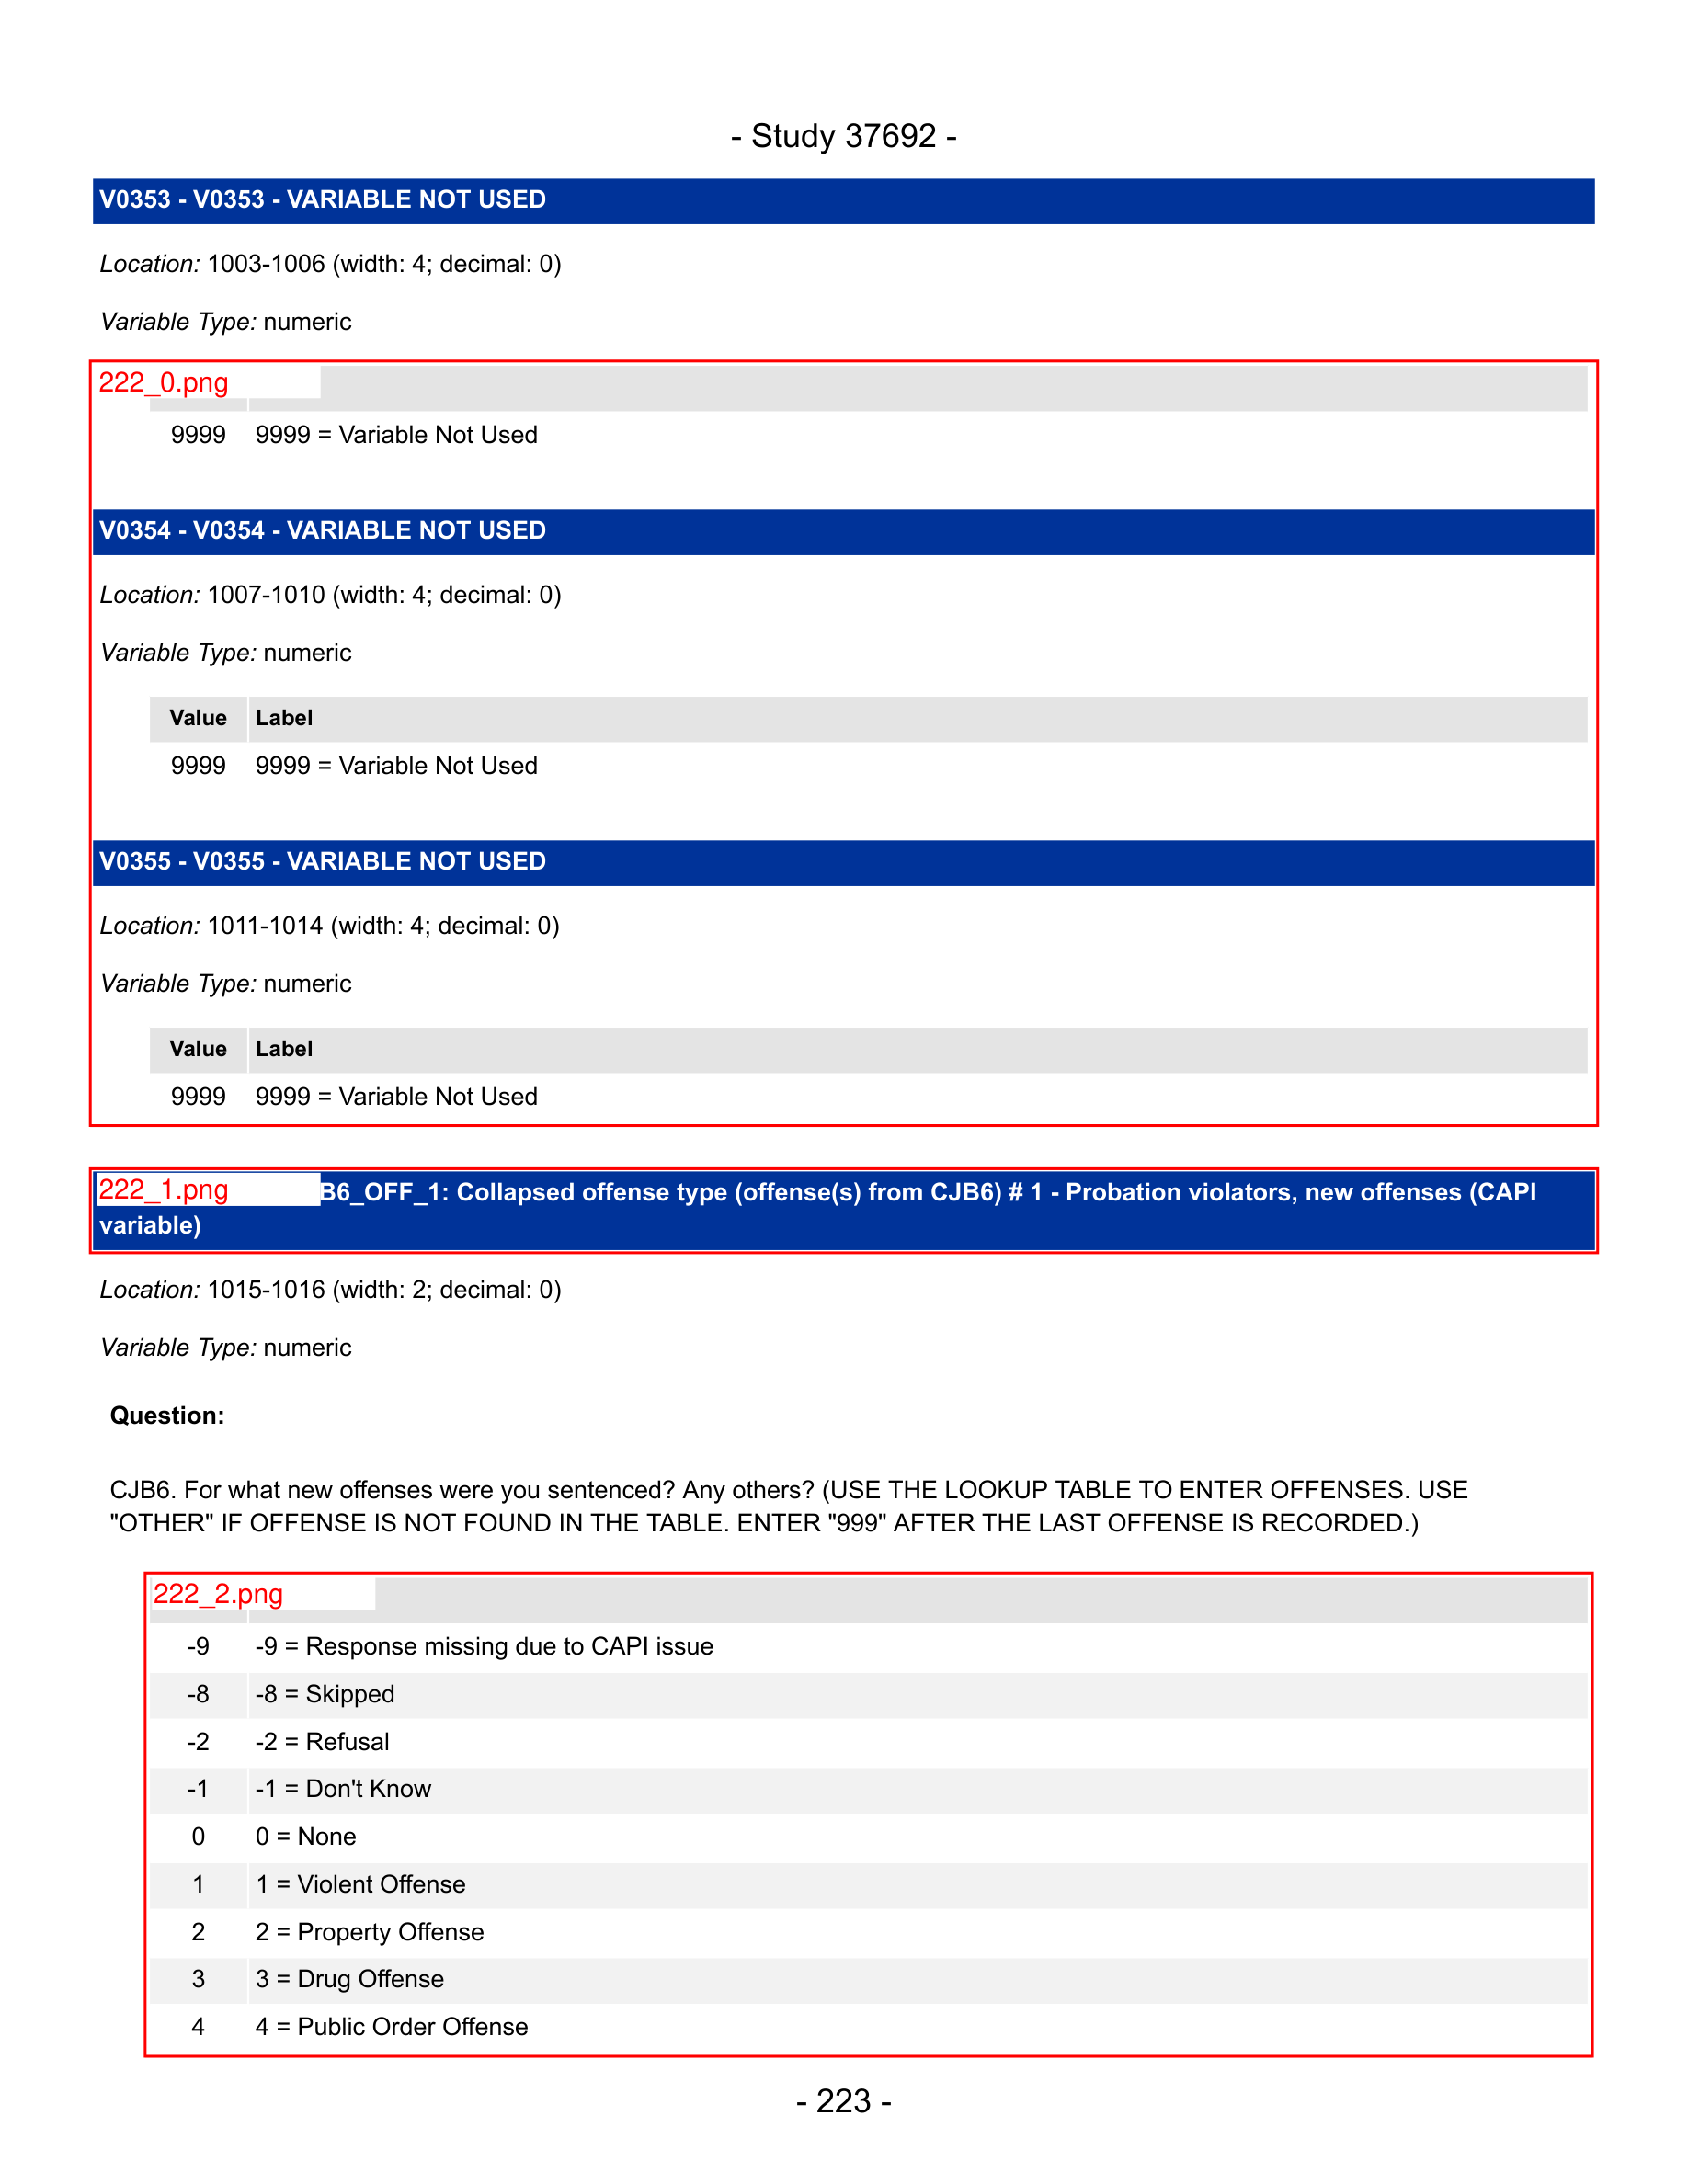 - Study 37692 -
V0353 - V0353 - VARIABLE NOT USED
Location: 1003-1006 (width: 4; decimal: 0)
Variable Type: numeric
222_0.png
9999 9999 = Variable Not Used
V0354 - V0354 - VARIABLE NOT USED
Location: 1007-1010 (width: 4; decimal: 0)
Variable Type: numeric
Value Label
9999 9999 = Variable Not Used
V0355 - V0355 - VARIABLE NOT USED
Location: 1011-1014 (width: 4; decimal: 0)
Variable Type: numeric
Value Label
9999 9999 = Variable Not Used
222_1.png B6_OFF_1: Collapsed offense type (offense(s) from CJB6) # 1 - Probation violators, new offenses (CAPI
variable)
Location: 1015-1016 (width: 2; decimal: 0)
Variable Type: numeric
Question:
CJB6. For what new offenses were you sentenced? Any others? (USE THE LOOKUP TABLE TO ENTER OFFENSES. USE
"OTHER" IF OFFENSE IS NOT FOUND IN THE TABLE. ENTER "999" AFTER THE LAST OFFENSE IS RECORDED.)
222_2.png
-9 -9 = Response missing due to CAPI issue
-8 -8 = Skipped
-2 -2 = Refusal
-1 -1 = Don't Know
0 0 = None
1 1 = Violent Offense
2 2 = Property Offense
3 3 = Drug Offense
4 4 = Public Order Offense
- 223 -